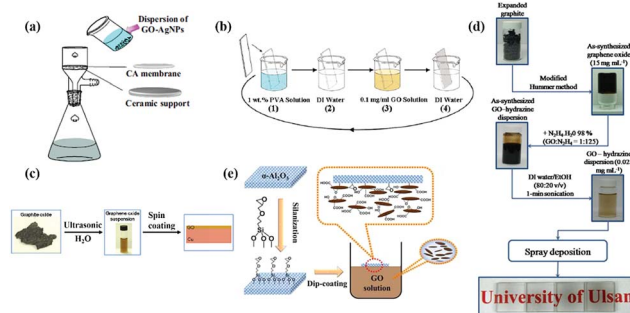 (a)
Dispersion of
GO-AgNPs
CA membrane
Ceramic support
(b)
1 wt.% PVA Solution
(1)
DI Water
(2)
0.1 mg/ml GO Solution
(3)
DI Water
(4)
(c)
Graphite oxide
Ultrasonic
H₂O
Graphene oxide
suspension
Spin
coating
GO
Cu
(d)
Expanded
graphite
Modified
Hummer method
As-synthesized
graphene oxide
(15 mg mL⁻¹)
As-synthesized
GO–hydrazine
dispersion
+ N₂H₄.H₂0 98 %
(GO:N₂H₄ = 1:125)
DI water/EtOH
(80:20 v/v)
1-min sonication
GO – hydrazine
dispersion (0.02
mg mL⁻¹)
Spray deposition
University of Ulsan
(e)
α-Al₂O₃
Silanization
Dip-coating
GO
solution